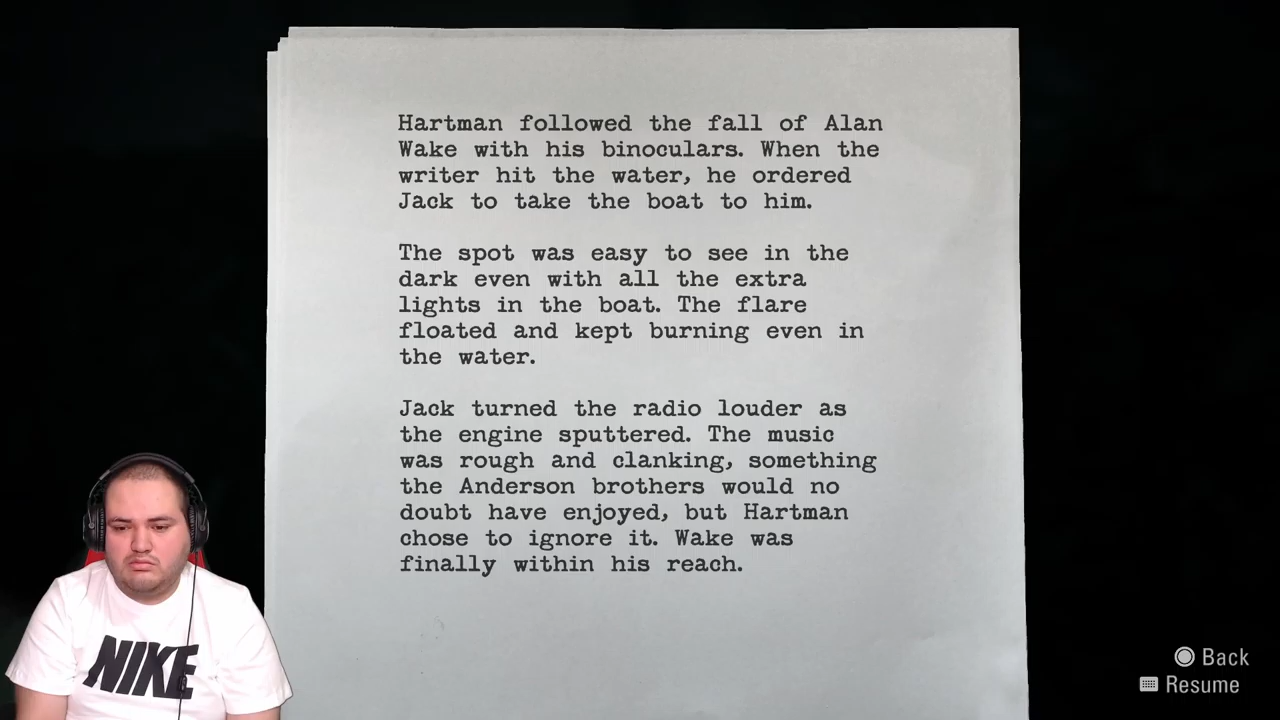 Hartman followed the fall of Alan
Wake with his binoculars. When the
writer hit the water, he ordered
Jack to take the boat to him.
The spot was easy to see in the
dark even with all the extra
lights in the boat. The flare
floated and kept burning even in
the water.
Jack turned the radio louder as
the engine sputtered. The music
was rough and clanking, something
the Anderson brothers would no
doubt have enjoyed, but Hartman
chose to ignore it. Wake was
finally within his reach.
NIKE
Back
Resume